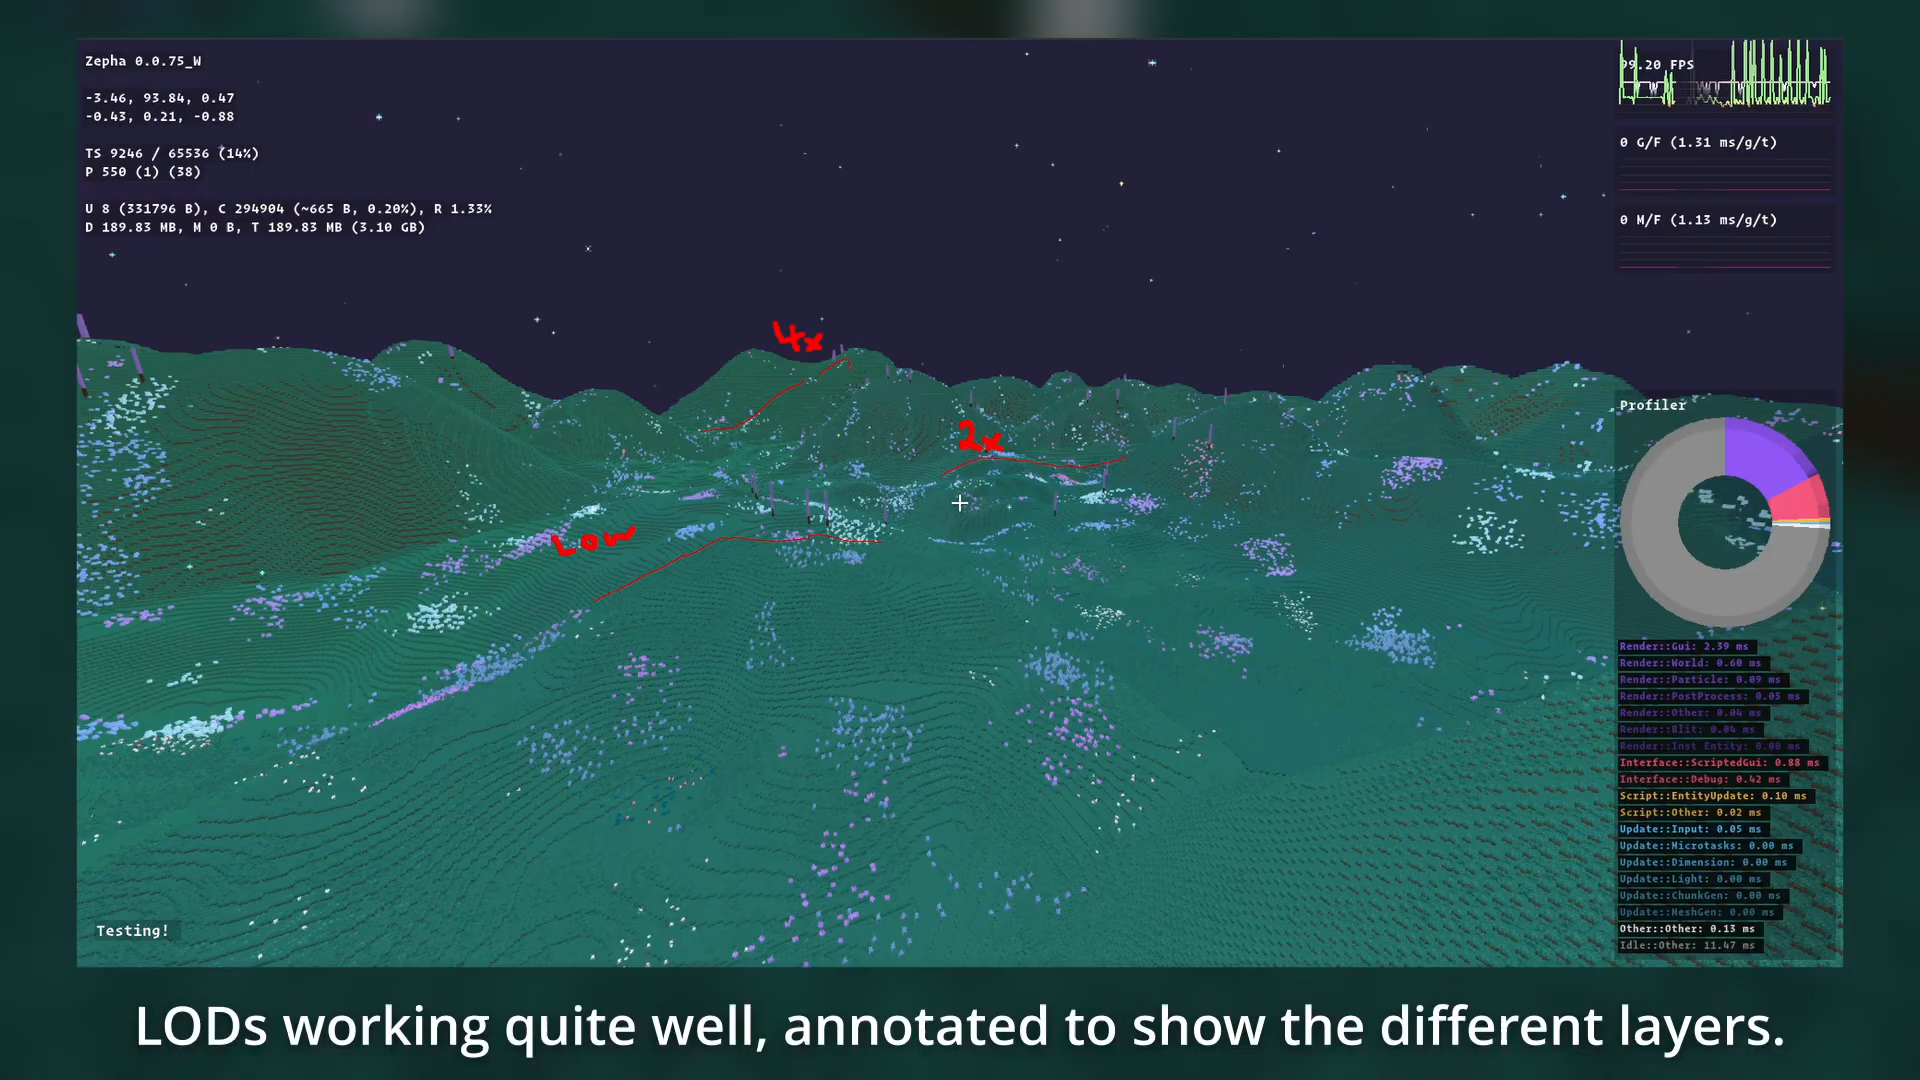 Zepha 0.0.75_W
-3.46, 93.84, 0.47
-0.43, 0.21, -0.88
TS 9246 / 65536 (14%)
P 550 (1) (38)
U 8 (331796 B), C 294904 (~665 B, 0.20%), R 1.33%
D 189.83 MB, M 0 B, T 189.83 MB (3.10 GB)
99.20 FPS
0 G/F (1.31 ms/g/t)
0 M/F (1.13 ms/g/t)
4x
2x
Low
Profiler
Render::Gui: 2.39 ms
Render::World: 0.60 ms
Render::Particle: 0.09 ms
Render::PostProcess: 0.05 ms
Render::Other: 0.04 ms
Render::Blit: 0.04 ms
Render::Inst Entity: 0.00 ms
Interface::ScriptedGui: 0.88 ms
Interface::Debug: 0.42 ms
Script::EntityUpdate: 0.10 ms
Script::Other: 0.02 ms
Update::Input: 0.05 ms
Update::Microtasks: 0.00 ms
Update::Dimension: 0.00 ms
Update::Light: 0.00 ms
Update::ChunkGen: 0.00 ms
Update::MeshGen: 0.00 ms
Other::Other: 0.13 ms
Idle::Other: 11.47 ms
Testing!
LODs working quite well, annotated to show the different layers.